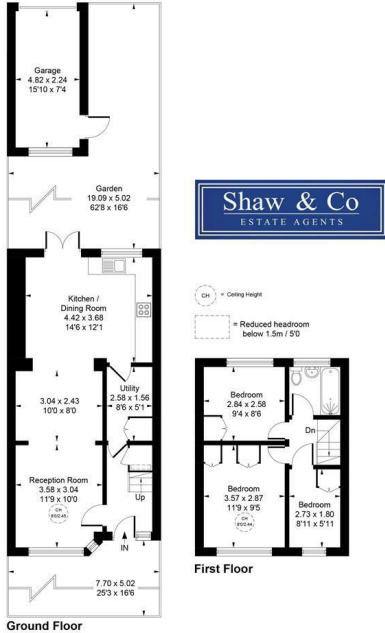 Garage
4.82 x 2.24
15'10 x 7'4
Garden
19.09 x 5.02
62'8 x 16'6
Shaw & Co
ESTATE AGENTS
CH = Ceiling Height
= Reduced headroom
below 1.5m / 5'0
Kitchen /
Dining Room
4.42 x 3.68
14'6 x 12'1
Utility
2.58 x 1.56
8'6 x 5'1
3.04 x 2.43
10'0 x 8'0
Reception Room
3.58 x 3.04
11'9 x 10'0
CH
Up
IN
7.70 x 5.02
25'3 x 16'6
Ground Floor
Bedroom
2.84 x 2.58
9'4 x 8'6
Dn
Bedroom
3.57 x 2.87
11'9 x 9'5
CH
Bedroom
2.73 x 1.80
8'11 x 5'11
First Floor